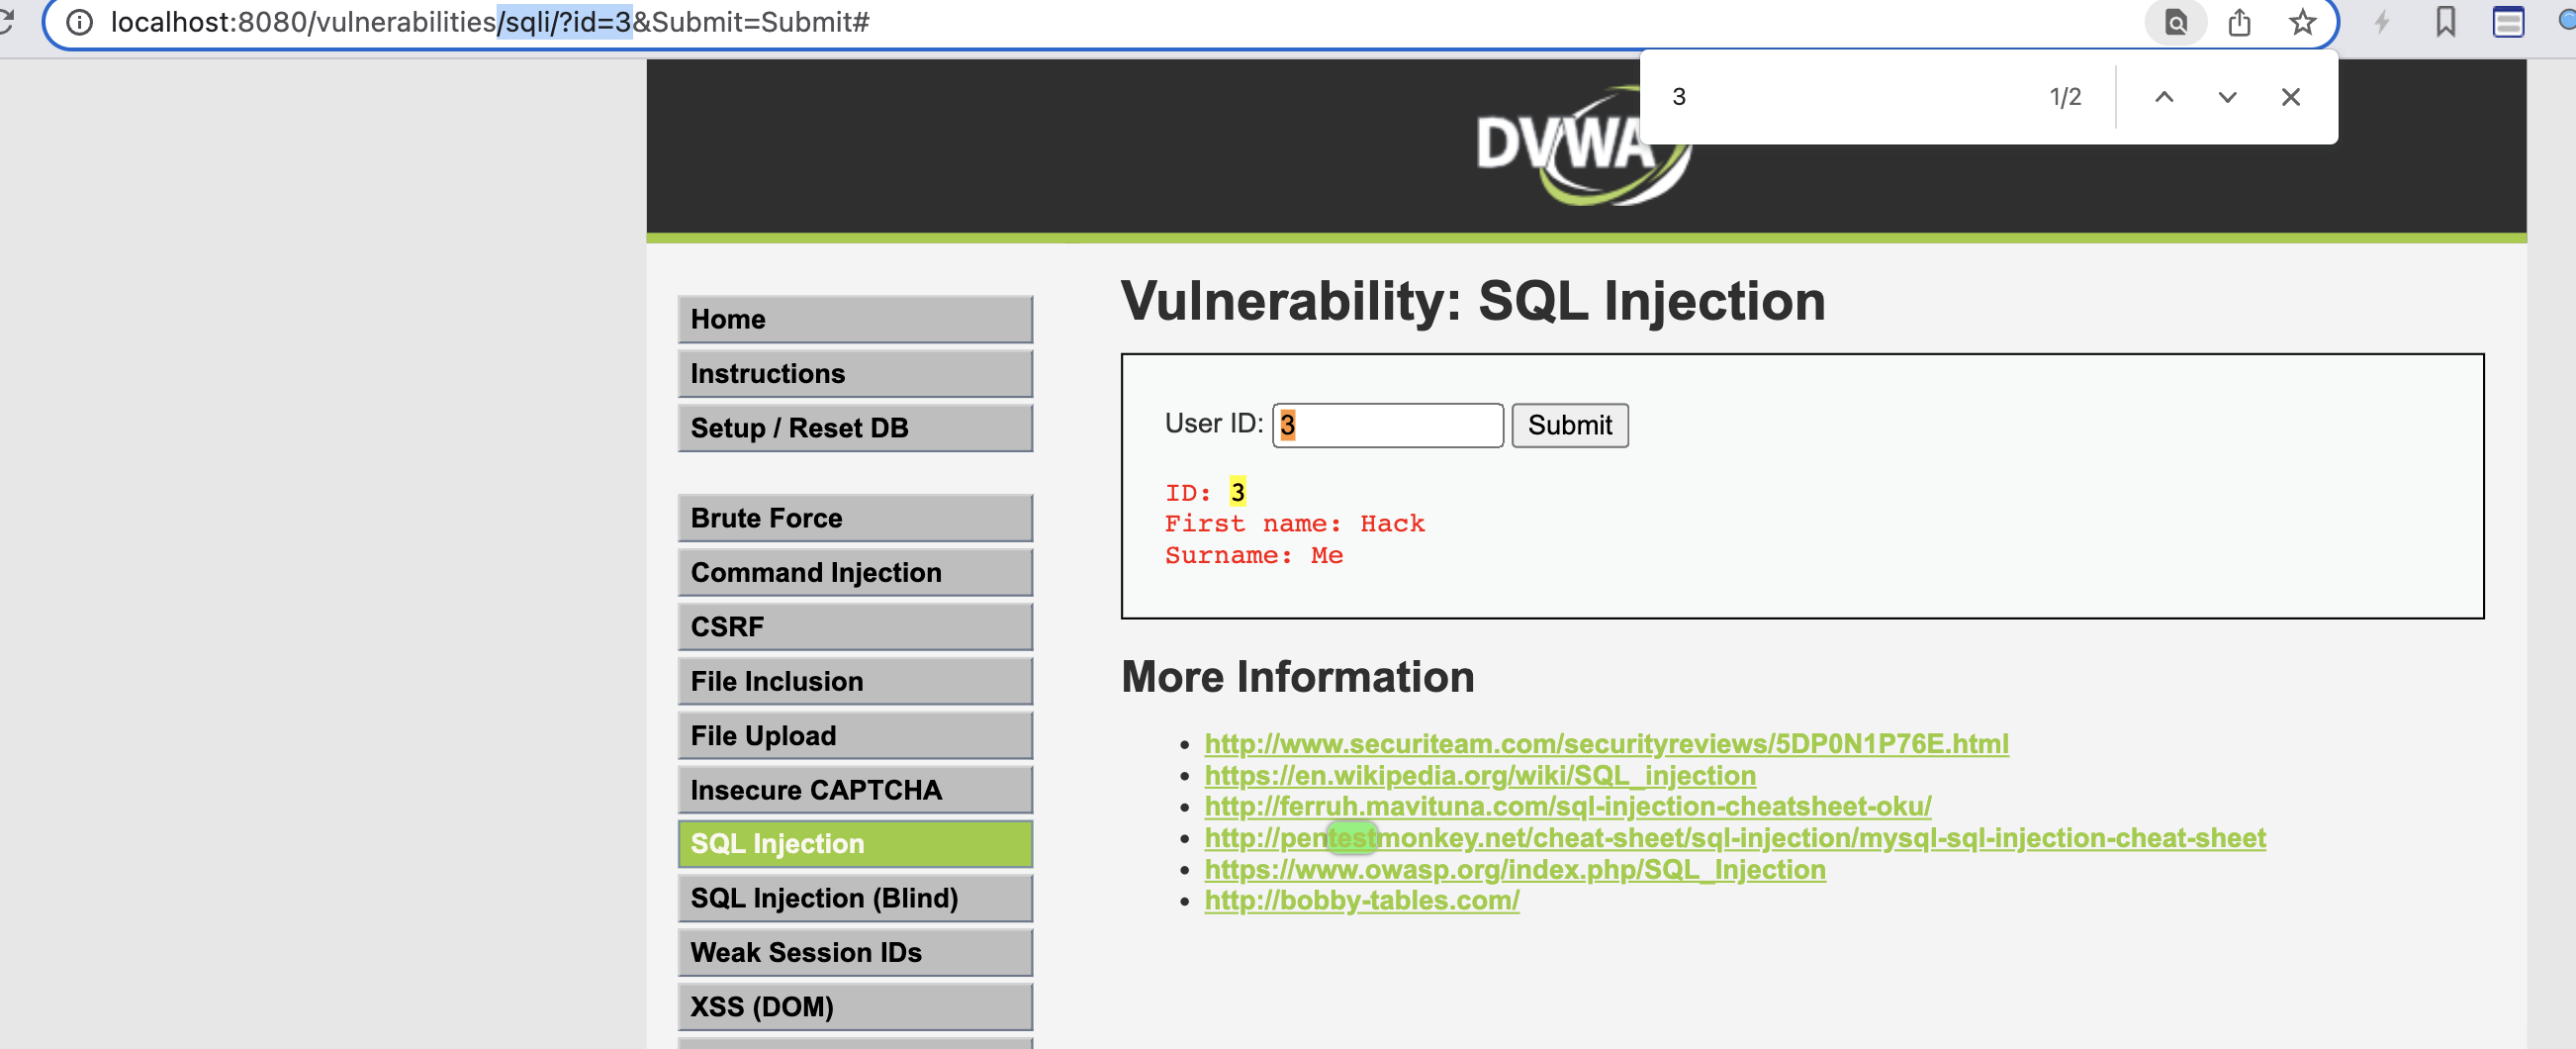 localhost:8080/vulnerabilities/sqli/?id=3&Submit=Submit#
3 1/2
DVWA
Vulnerability: SQL Injection
Home
Instructions
Setup / Reset DB
Brute Force
Command Injection
CSRF
File Inclusion
File Upload
Insecure CAPTCHA
SQL Injection
SQL Injection (Blind)
Weak Session IDs
XSS (DOM)
User ID: 3 Submit
ID: 3
First name: Hack
Surname: Me
More Information
http://www.securiteam.com/securityreviews/5DP0N1P76E.html
https://en.wikipedia.org/wiki/SQL_injection
http://ferruh.mavituna.com/sql-injection-cheatsheet-oku/
http://pentestmonkey.net/cheat-sheet/sql-injection/mysql-sql-injection-cheat-sheet
https://www.owasp.org/index.php/SQL_Injection
http://bobby-tables.com/